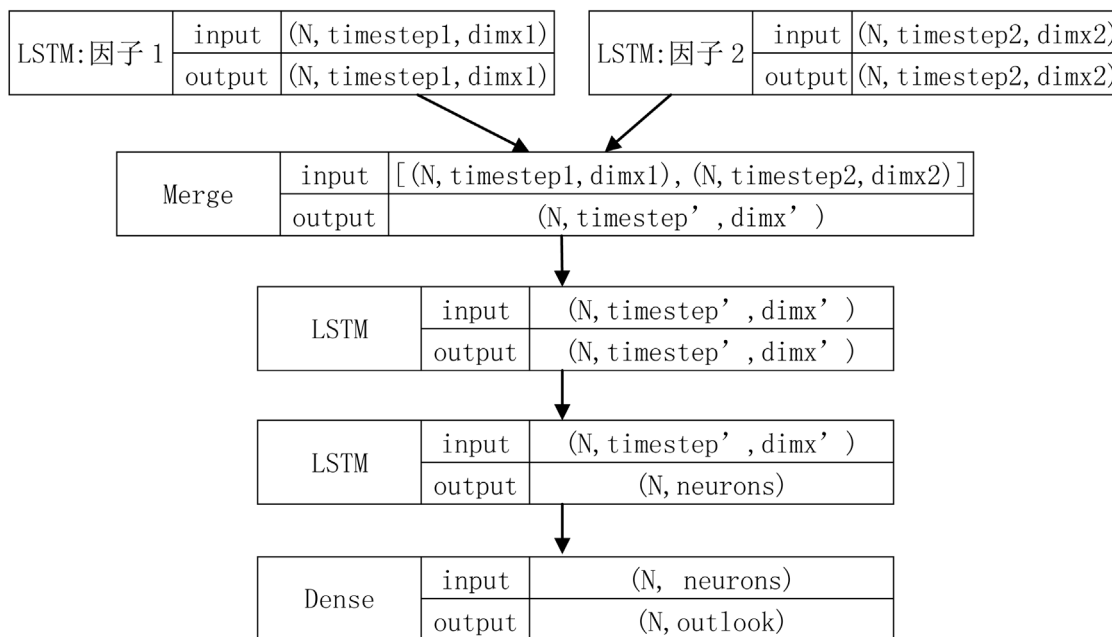 LSTM:因子1 input (N,timestep1,dimx1)
output (N,timestep1,dimx1)
LSTM:因子2 input (N,timestep2,dimx2)
output (N,timestep2,dimx2)
Merge input [(N,timestep1,dimx1),(N,timestep2,dimx2)]
output (N,timestep’,dimx’)
LSTM input (N,timestep’,dimx’)
output (N,timestep’,dimx’)
LSTM input (N,timestep’,dimx’)
output (N,neurons)
Dense input (N, neurons)
output (N,outlook)